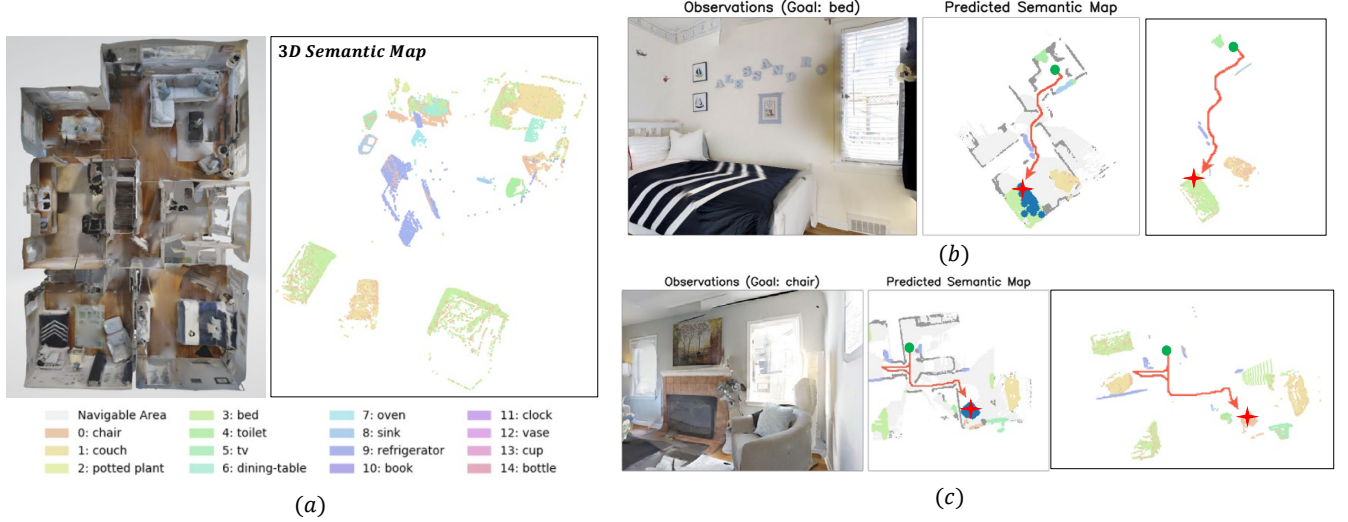 3D Semantic Map
Navigable Area
0: chair
1: couch
2: potted plant
3: bed
4: toilet
5: tv
6: dining-table
7: oven
8: sink
9: refrigerator
10: book
11: clock
12: vase
13: cup
14: bottle
(a)
Observations (Goal: bed)
Predicted Semantic Map
ALESSANDRO
(b)
Observations (Goal: chair)
Predicted Semantic Map
(c)